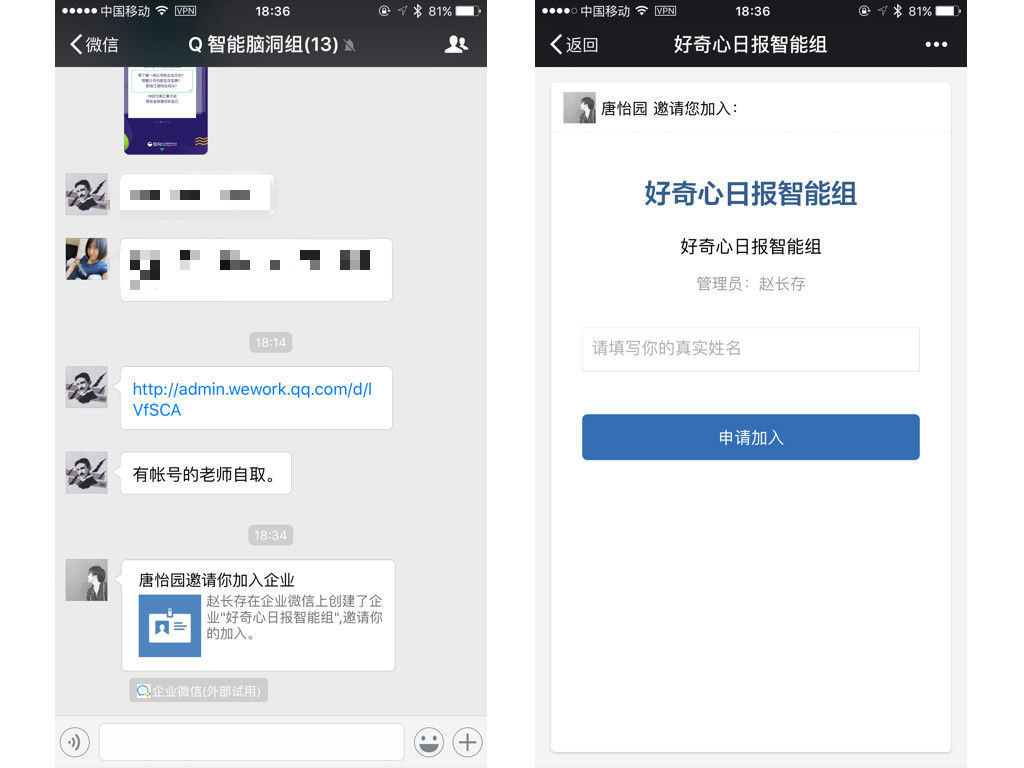 中国移动 VPN 18:36 81%
微信 Q 智能脑洞组(13)
18:14
http://admin.wework.qq.com/d/l
VfSCA
有帐号的老师自取。
18:34
唐怡园邀请你加入企业
赵长存在企业微信上创建了企
业"好奇心日报智能组",邀请你
的加入。
企业微信(外部试用)
中国移动 VPN 18:36 81%
返回 好奇心日报智能组
唐怡园 邀请您加入：
好奇心日报智能组
好奇心日报智能组
管理员：赵长存
请填写你的真实姓名
申请加入